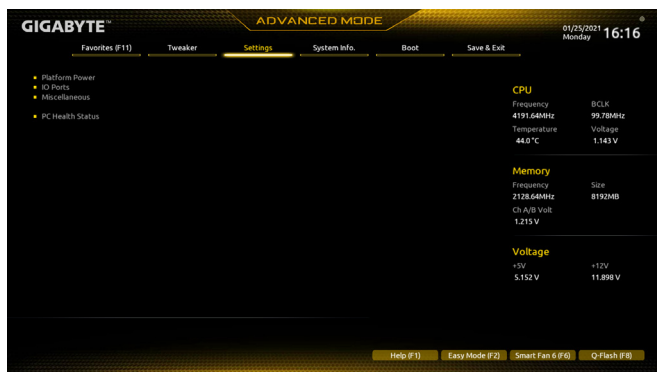 GIGABYTE™
ADVANCED MODE
01/25/2021
Monday
16:16
Favorites (F11) Tweaker Settings System Info. Boot Save & Exit
Platform Power
IO Ports
Miscellaneous
PC Health Status
CPU
Frequency BCLK
4191.64MHz 99.78MHz
Temperature Voltage
44.0 °C 1.143 V
Memory
Frequency Size
2128.64MHz 8192MB
Ch A/B Volt
1.215 V
Voltage
+5V +12V
5.152 V 11.898 V
Help (F1) Easy Mode (F2) Smart Fan 6 (F6) Q-Flash (F8)